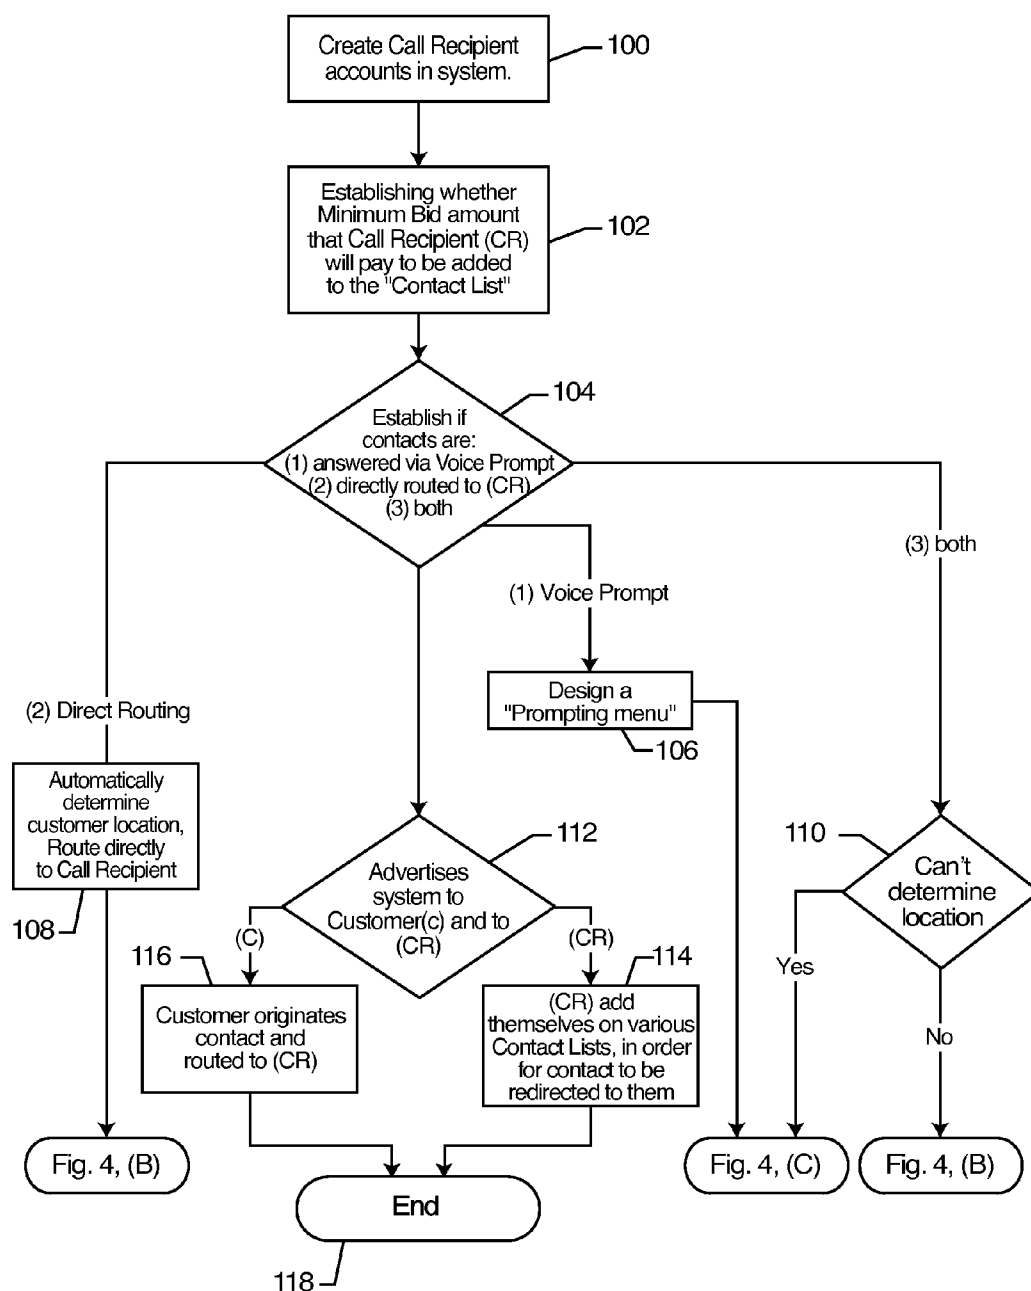 Create Call Recipient
accounts in system.
100
Establishing whether
Minimum Bid amount
that Call Recipient (CR)
will pay to be added
to the "Contact List"
102
104
Establish if
contacts are:
(1) answered via Voice Prompt
(2) directly routed to (CR)
(3) both
(3) both
(1) Voice Prompt
(2) Direct Routing
Design a
"Prompting menu"
106
Automatically
determine
customer location,
Route directly
to Call Recipient
108
112
Advertises
system to
Customer(c) and to
(CR)
110
Can't
determine
location
(C)
(CR)
116
Customer originates
contact and
routed to (CR)
114
(CR) add
themselves on various
Contact Lists, in order
for contact to be
redirected to them
Yes
No
Fig. 4, (B)
End
118
Fig. 4, (C)
Fig. 4, (B)